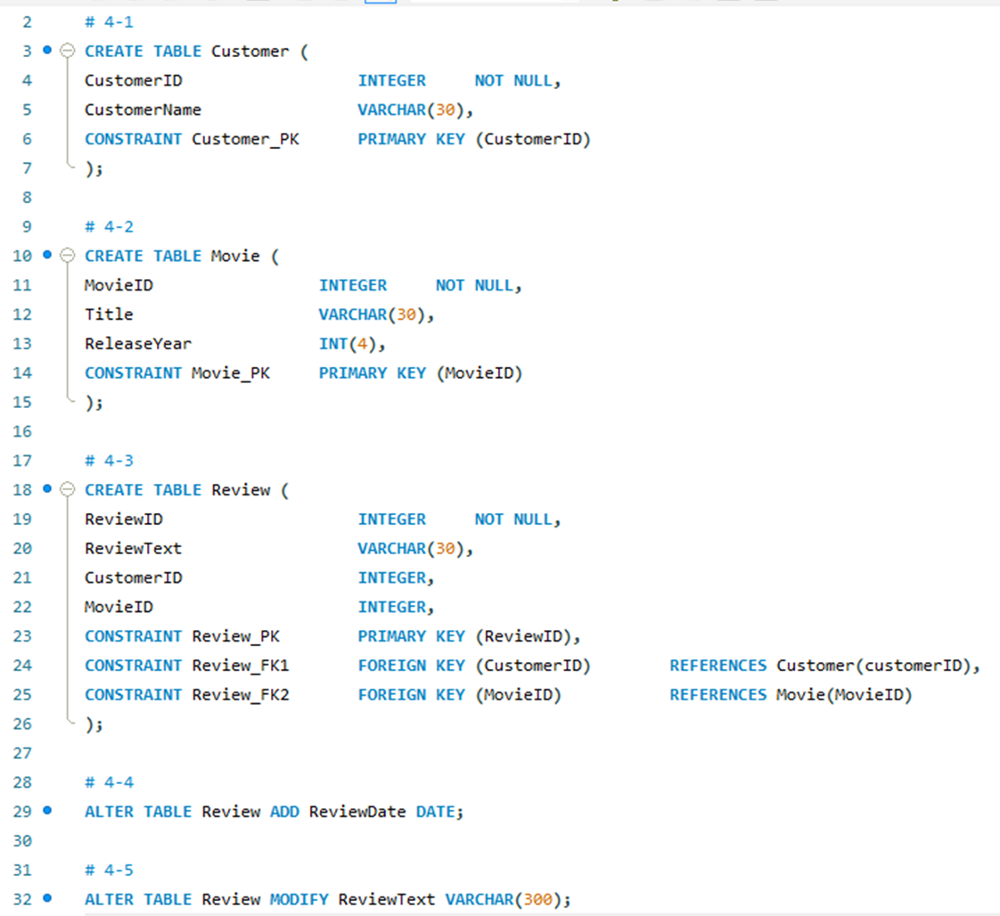 2 # 4-1
3 CREATE TABLE Customer (
4 CustomerID INTEGER NOT NULL,
5 CustomerName VARCHAR(30),
6 CONSTRAINT Customer_PK PRIMARY KEY (CustomerID)
7 );
8
9 # 4-2
10 CREATE TABLE Movie (
11 MovieID INTEGER NOT NULL,
12 Title VARCHAR(30),
13 ReleaseYear INT(4),
14 CONSTRAINT Movie_PK PRIMARY KEY (MovieID)
15 );
16
17 # 4-3
18 CREATE TABLE Review (
19 ReviewID INTEGER NOT NULL,
20 ReviewText VARCHAR(30),
21 CustomerID INTEGER,
22 MovieID INTEGER,
23 CONSTRAINT Review_PK PRIMARY KEY (ReviewID),
24 CONSTRAINT Review_FK1 FOREIGN KEY (CustomerID) REFERENCES Customer(customerID),
25 CONSTRAINT Review_FK2 FOREIGN KEY (MovieID) REFERENCES Movie(MovieID)
26 );
27
28 # 4-4
29 ALTER TABLE Review ADD ReviewDate DATE;
30
31 # 4-5
32 ALTER TABLE Review MODIFY ReviewText VARCHAR(300);